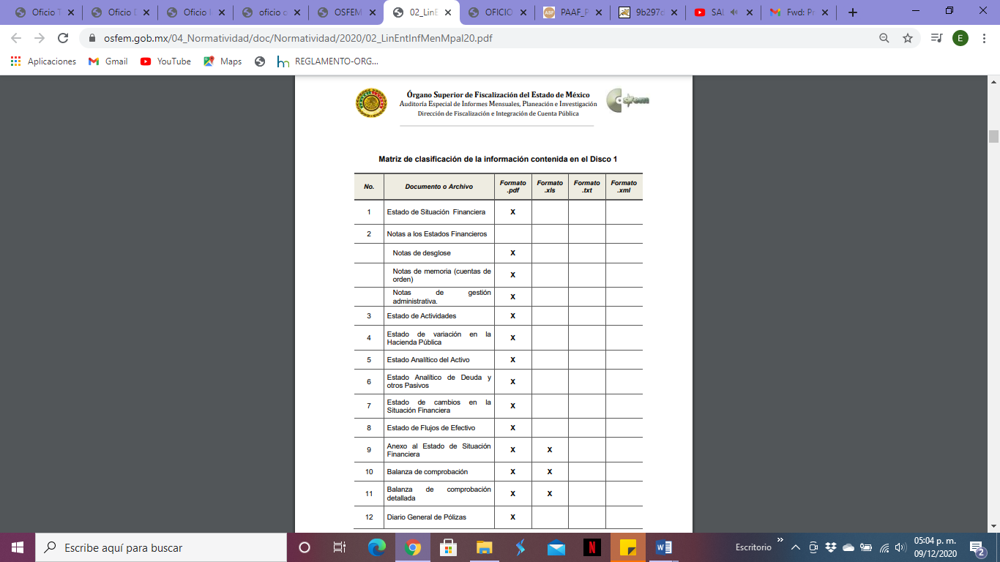 Oficio T
Oficio D
Oficio I
oficio c
OSFEM
02_LinE
OFICIO
PAAF_P
9b297c
SAL
Fwd: Pr
osfem.gob.mx/04_Normatividad/doc/Normatividad/2020/02_LinEntInfMenMpal20.pdf
E
Aplicaciones
Gmail
YouTube
Maps
REGLAMENTO-ORG...
Órgano Superior de Fiscalización del Estado de México
Auditoría Especial de Informes Mensuales, Planeación e Investigación
Dirección de Fiscalización e Integración de Cuenta Pública
osfem
Matriz de clasificación de la información contenida en el Disco 1
No. Documento o Archivo Formato .pdf Formato .xls Formato .txt Formato .xml
1 Estado de Situación Financiera X
2 Notas a los Estados Financieros
Notas de desglose X
Notas de memoria (cuentas de
orden) X
Notas de gestión
administrativa. X
3 Estado de Actividades X
4 Estado de variación en la
Hacienda Pública X
5 Estado Analítico del Activo X
6 Estado Analítico de Deuda y
otros Pasivos X
7 Estado de cambios en la
Situación Financiera X
8 Estado de Flujos de Efectivo X
9 Anexo al Estado de Situación
Financiera X X
10 Balanza de comprobación X X
11 Balanza de comprobación
detallada X X
12 Diario General de Pólizas X
Escribe aquí para buscar
Escritorio
05:04 p. m.
09/12/2020
2